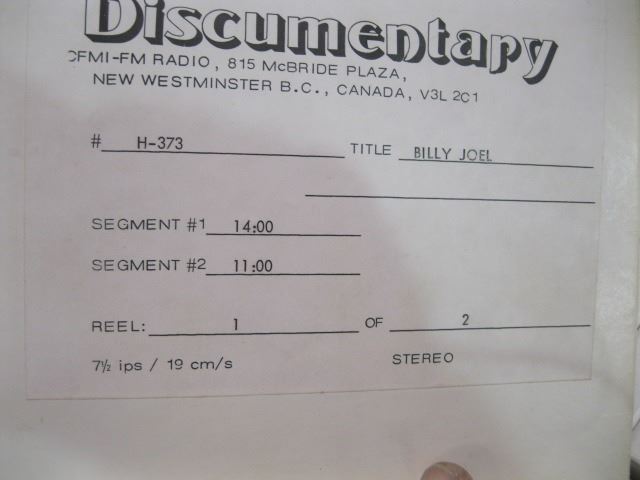 Discumentary
CFMI-FM RADIO, 815 McBRIDE PLAZA,
NEW WESTMINSTER B.C., CANADA, V3L 2C1
# H-373 TITLE BILLY JOEL
SEGMENT #1 14:00
SEGMENT #2 11:00
REEL: 1 OF 2
7½ ips / 19 cm/s STEREO